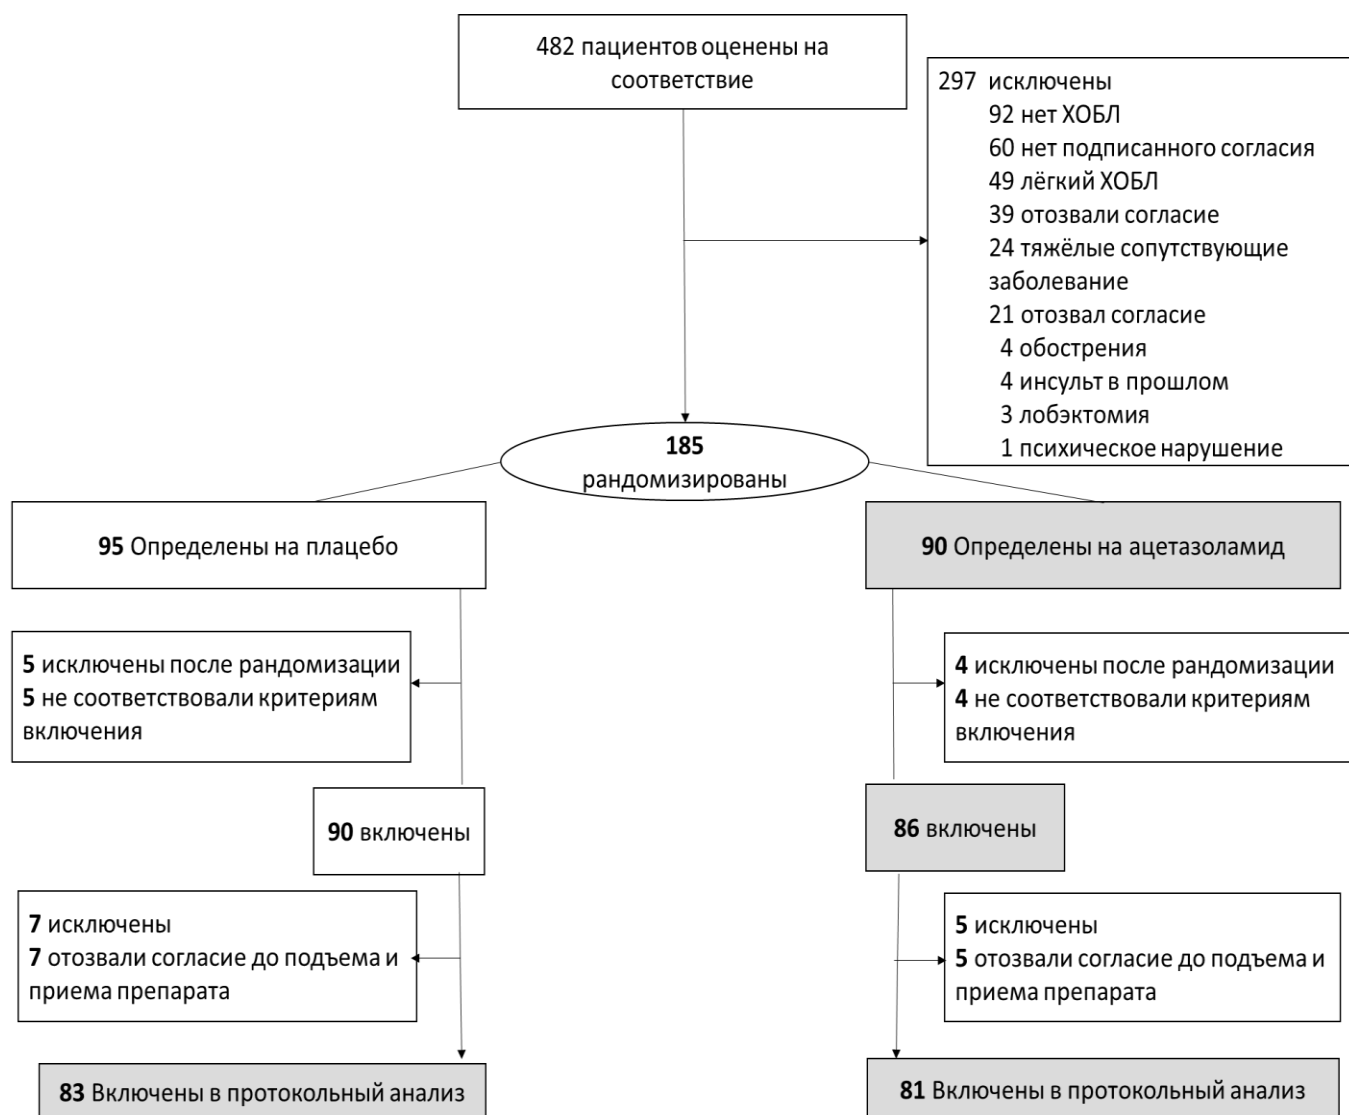 482 пациентов оценены на
соответствие
297 исключены
92 нет ХОБЛ
60 нет подписанного согласия
49 лёгкий ХОБЛ
39 отозвали согласие
24 тяжёлые сопутствующие
заболевание
21 отозвал согласие
4 обострения
4 инсульт в прошлом
3 лобэктомия
1 психическое нарушение
185
рандомизированы
95 Определены на плацебо
90 Определены на ацетазоламид
5 исключены после рандомизации
5 не соответствовали критериям
включения
4 исключены после рандомизации
4 не соответствовали критериям
включения
90 включены
86 включены
7 исключены
7 отозвали согласие до подъема и
приема препарата
5 исключены
5 отозвали согласие до подъема и
приема препарата
83 Включены в протокольный анализ
81 Включены в протокольный анализ